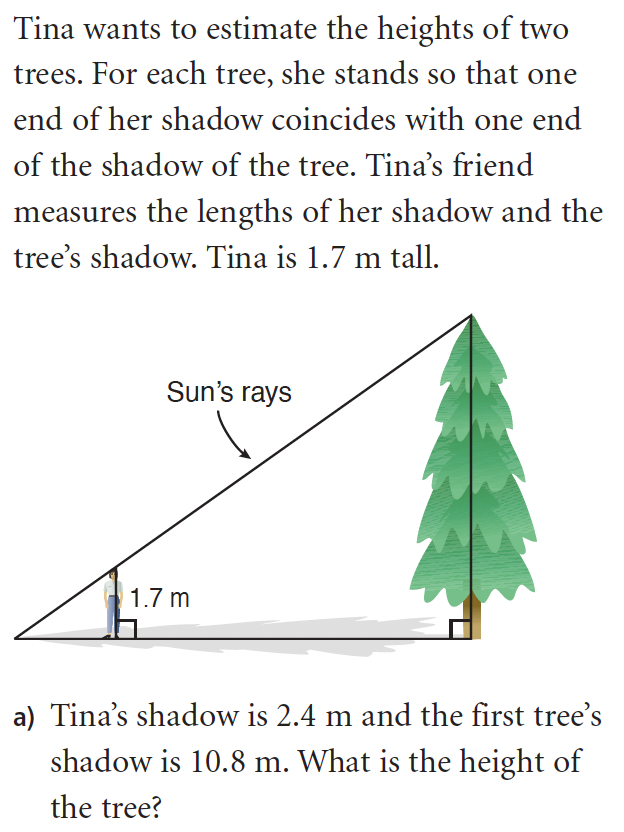 Tina wants to estimate the heights of two
trees. For each tree, she stands so that one
end of her shadow coincides with one end
of the shadow of the tree. Tina’s friend
measures the lengths of her shadow and the
tree’s shadow. Tina is 1.7 m tall.
Sun’s rays
1.7 m
a) Tina’s shadow is 2.4 m and the first tree’s
shadow is 10.8 m. What is the height of
the tree?